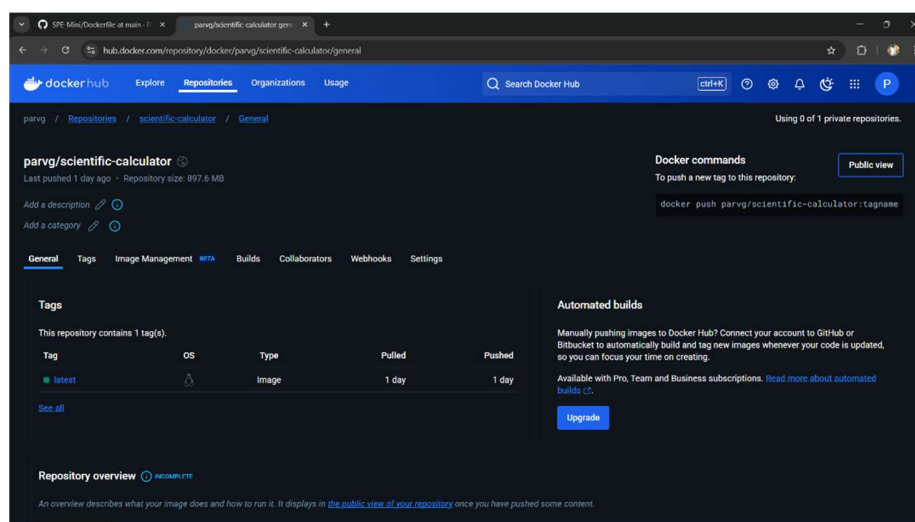 SPE-Mini/Dockerfile at main · P
parvg/scientific-calculator gene
hub.docker.com/repository/docker/parvg/scientific-calculator/general
dockerhub Explore Repositories Organizations Usage Search Docker Hub ctrl+K P
parvg / Repositories / scientific-calculator / General Using 0 of 1 private repositories.
parvg/scientific-calculator
Last pushed 1 day ago · Repository size: 897.6 MB
Add a description
Add a category
Docker commands
To push a new tag to this repository:
Public view
docker push parvg/scientific-calculator:tagname
General Tags Image Management BETA Builds Collaborators Webhooks Settings
Tags
This repository contains 1 tag(s).
Tag OS Type Pulled Pushed
latest Image 1 day 1 day
See all
Automated builds
Manually pushing images to Docker Hub? Connect your account to GitHub or
Bitbucket to automatically build and tag new images whenever your code is updated,
so you can focus your time on creating.
Available with Pro, Team and Business subscriptions. Read more about automated
builds.
Upgrade
Repository overview INCOMPLETE
An overview describes what your image does and how to run it. It displays in the public view of your repository once you have pushed some content.